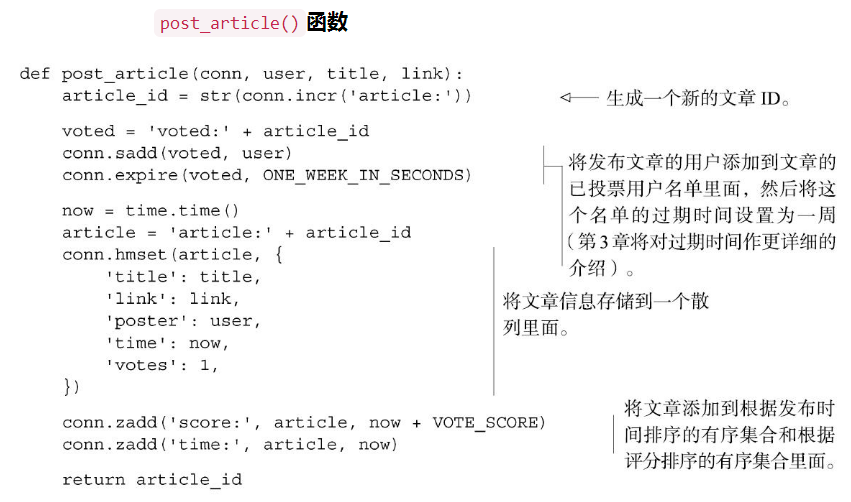 post_article() 函数
def post_article(conn, user, title, link):
    article_id = str(conn.incr('article:'))
生成一个新的文章 ID。
    voted = 'voted:' + article_id
    conn.sadd(voted, user)
    conn.expire(voted, ONE_WEEK_IN_SECONDS)
将发布文章的用户添加到文章的
已投票用户名单里面，然后将这
个名单的过期时间设置为一周
（第 3 章将对过期时间作更详细的
介绍）。
    now = time.time()
    article = 'article:' + article_id
    conn.hmset(article, {
        'title': title,
        'link': link,
        'poster': user,
        'time': now,
        'votes': 1,
    })
将文章信息存储到一个散
列里面。
    conn.zadd('score:', article, now + VOTE_SCORE)
    conn.zadd('time:', article, now)
将文章添加到根据发布时
间排序的有序集合和根据
评分排序的有序集合里面。
    return article_id